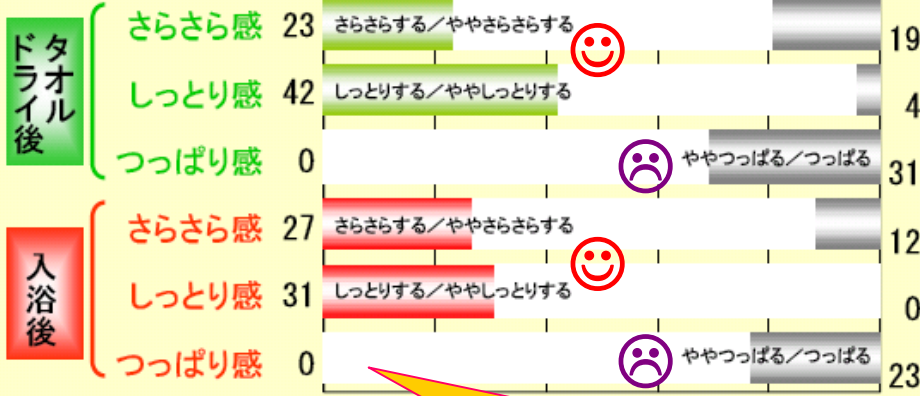 タオル
ドライ後
さらさら感 23 さらさらする／ややさらさらする 19
しっとり感 42 しっとりする／ややしっとりする 4
つっぱり感 0 ややつっぱる／つっぱる 31
入浴後
さらさら感 27 さらさらする／ややさらさらする 12
しっとり感 31 しっとりする／ややしっとりする 0
つっぱり感 0 ややつっぱる／つっぱる 23